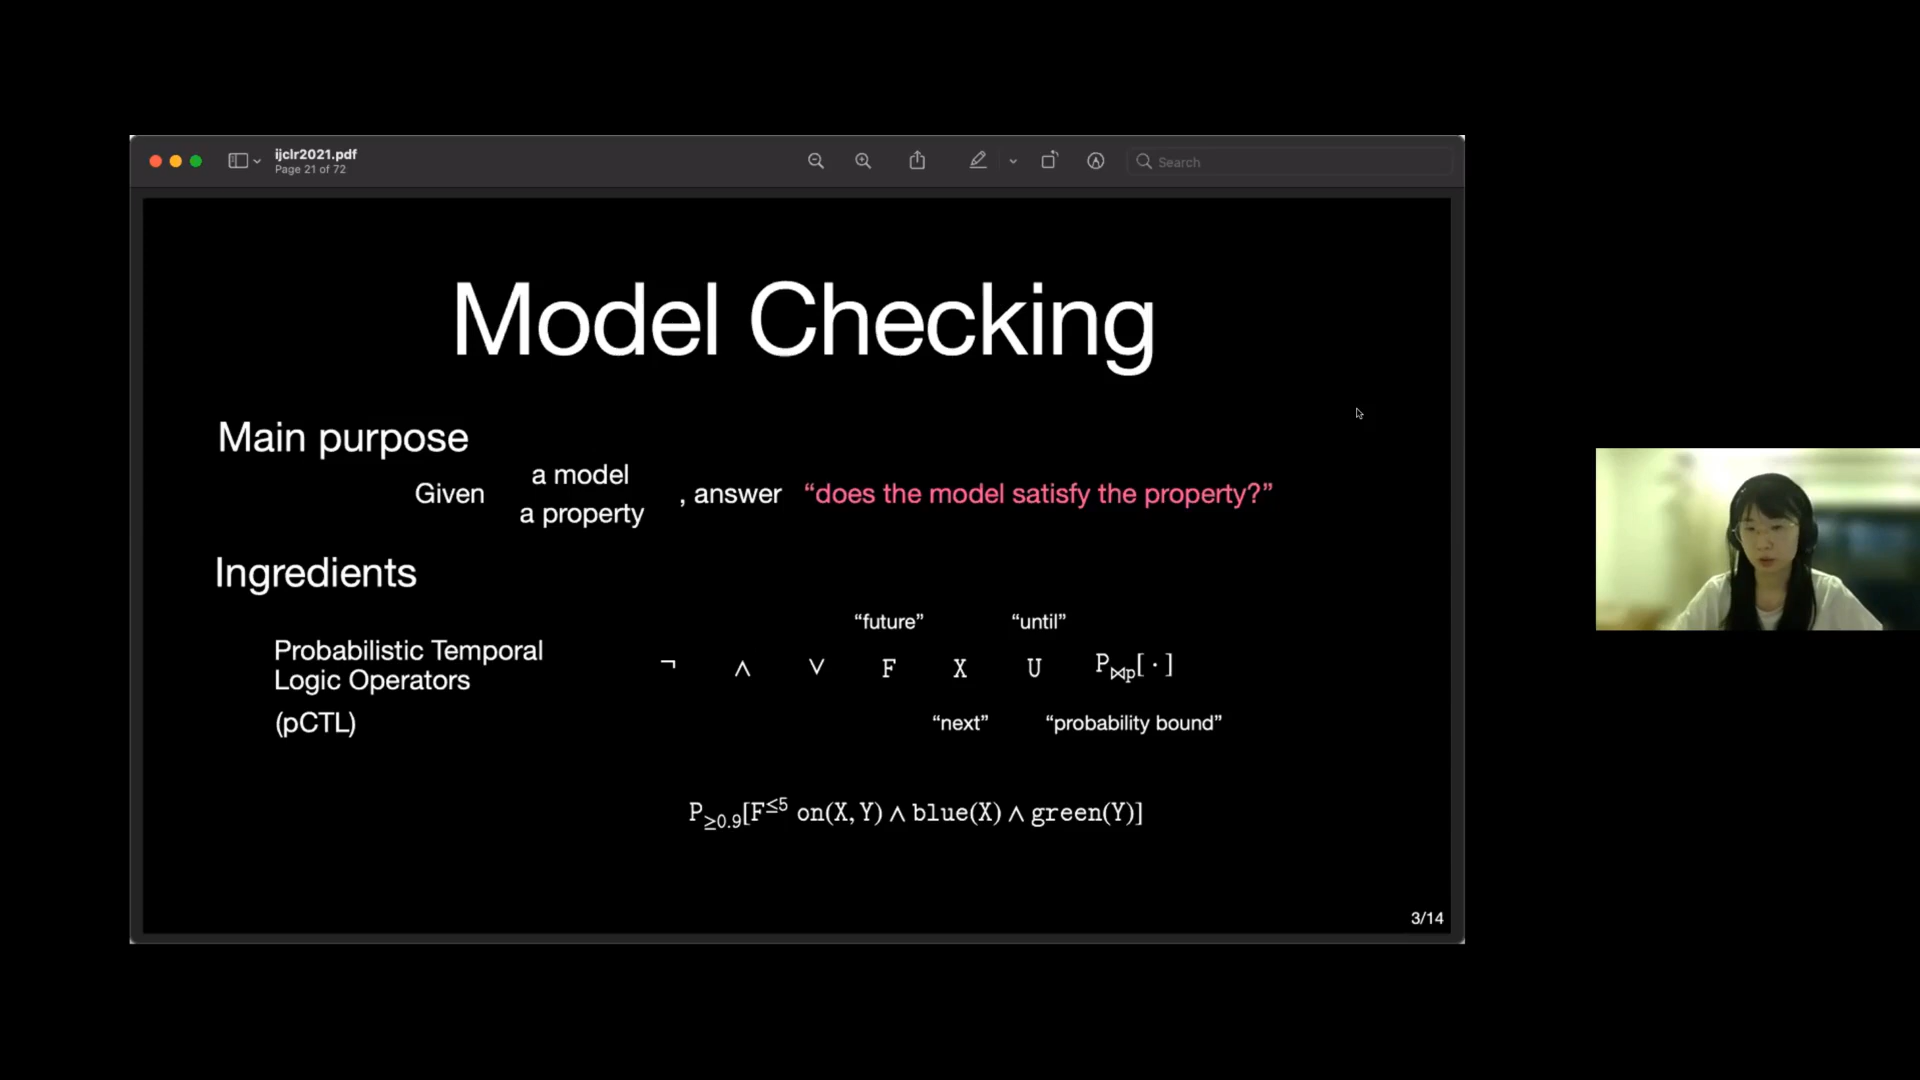 ijclr2021.pdf
Page 21 of 72
Search
Model Checking
Main purpose
Given a model a property , answer “does the model satisfy the property?”
Ingredients
“future” “until”
Probabilistic Temporal
Logic Operators
(pCTL)
¬ ∧ ∨ F X U P⋈p[ · ]
“next” “probability bound”
P≥0.9[F≤5 on(X, Y) ∧ blue(X) ∧ green(Y)]
3/14